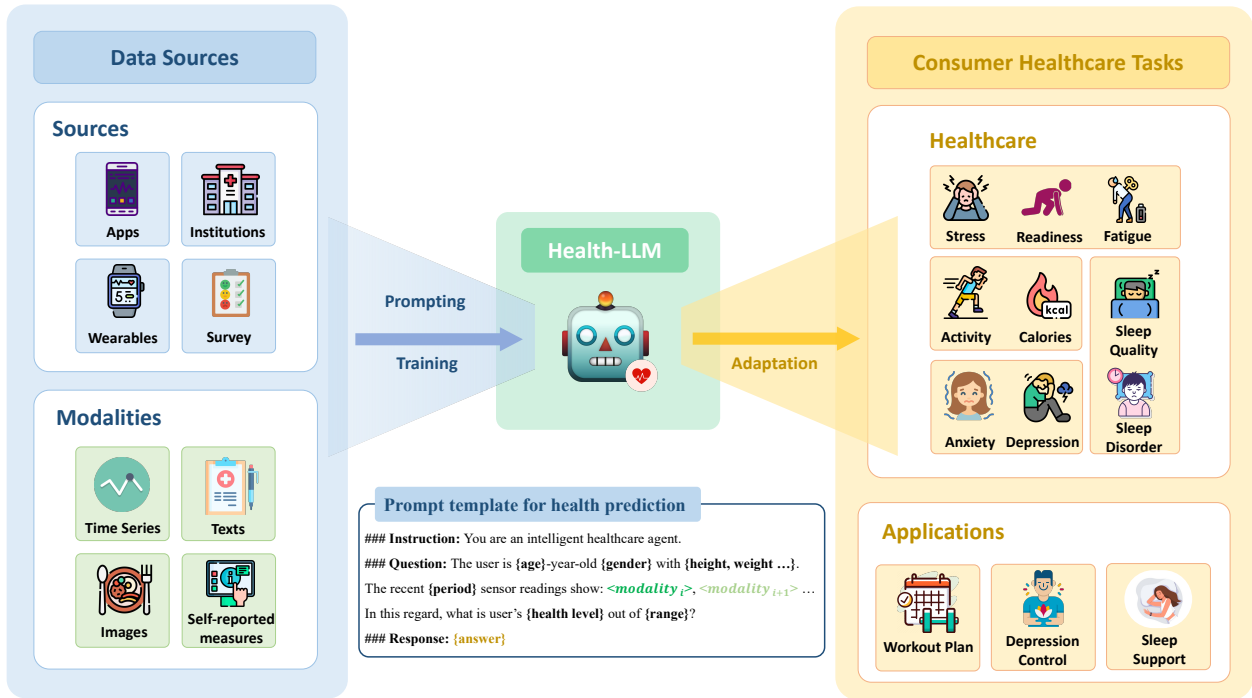 Data Sources
Sources
Apps
Institutions
5
Wearables
Survey
Modalities
Time Series
Texts
Images
Self-reported
measures
Prompting
Training
Health-LLM
Adaptation
Prompt template for health prediction
### Instruction: You are an intelligent healthcare agent.
### Question: The user is {age}-year-old {gender} with {height, weight ...}.
The recent {period} sensor readings show: <modality i>, <modality i+1> ...
In this regard, what is user's {health level} out of {range}?
### Response: {answer}
Consumer Healthcare Tasks
Healthcare
Stress
Readiness
Fatigue
Activity
kcal
Calories
z z z
Sleep
Quality
Anxiety
Depression
Sleep
Disorder
Applications
Workout Plan
Depression
Control
Sleep
Support